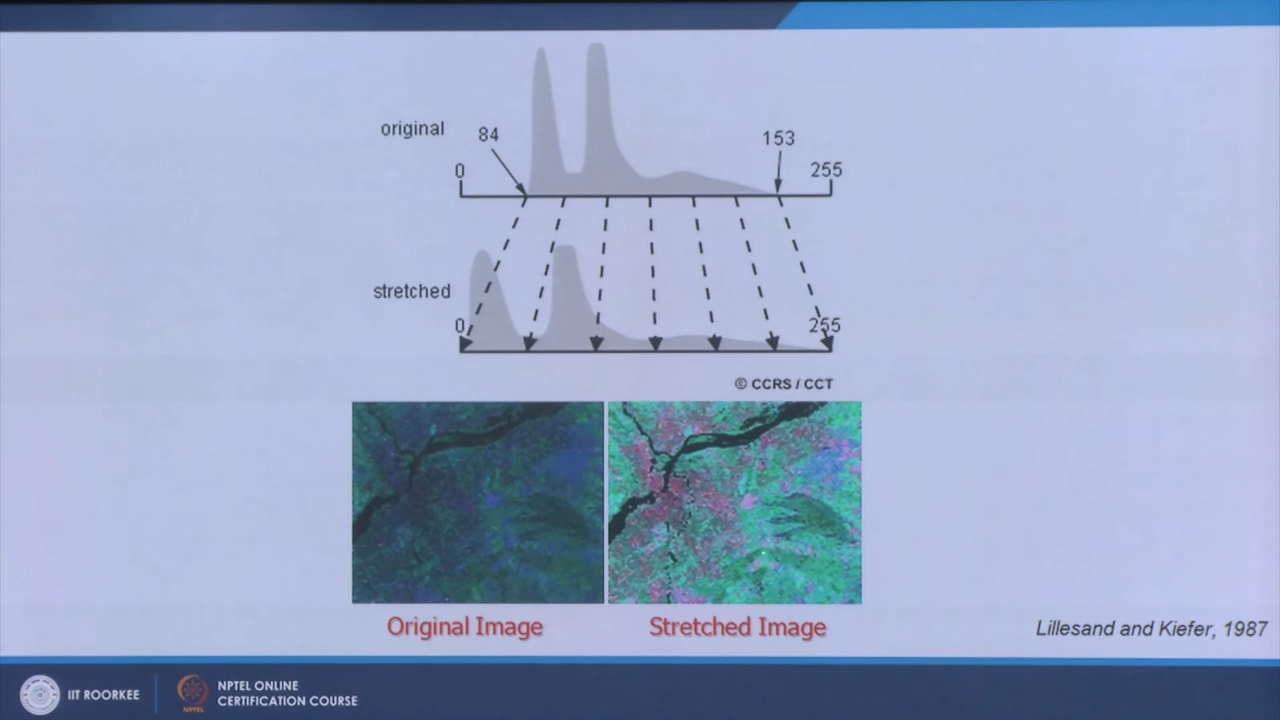 original
84
153
0
255
stretched
0
255
© CCRS / CCT
Original Image
Stretched Image
Lillesand and Kiefer, 1987
IIT ROORKEE
NPTEL
NPTEL ONLINE
CERTIFICATION COURSE